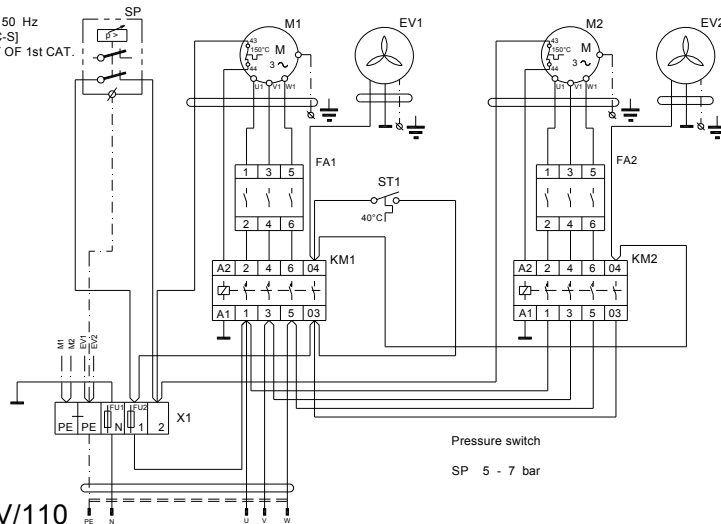 50 Hz
C-S]
OF 1st CAT.
SP
p >
M1
43
150°C
44
M
3 ~
U1 V1 W1
EV1
M2
43
150°C
44
M
3 ~
U1 V1 W1
EV2
FA1
1 3 5
2 4 6
ST1
40°C
FA2
1 3 5
2 4 6
KM1
A2 2 4 6 04
A1 1 3 5 03
KM2
A2 2 4 6 04
A1 1 3 5 03
M1
M2
EV1
EV2
X1
FU1 FU2
PE PE N 1 2
Pressure switch
SP 5 - 7 bar
V/110
PE N U V W